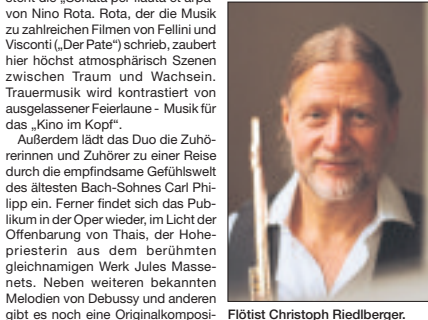 steht die „Sonata per flauta et arpa“
von Nino Rota. Rota, der die Musik
zu zahlreichen Filmen von Fellini und
Visconti („Der Pate“) schrieb, zaubert
hier höchst atmosphärisch Szenen
zwischen Traum und Wachsein.
Trauermusik wird kontrastiert von
ausgelassener Feierlaune - Musik für
das „Kino im Kopf“.
Außerdem lädt das Duo die Zuhö-
rerinnen und Zuhörer zu einer Reise
durch die empfindsame Gefühlswelt
des ältesten Bach-Sohnes Carl Phi-
lipp ein. Ferner findet sich das Pub-
likum in der Oper wieder, im Licht der
Offenbarung von Thais, der Hohe-
priesterin aus dem berühmten
gleichnamigen Werk Jules Masse-
nets. Neben weiteren bekannten
Melodien von Debussy und anderen
gibt es noch eine Originalkomposi-
Flötist Christoph Riedlberger.